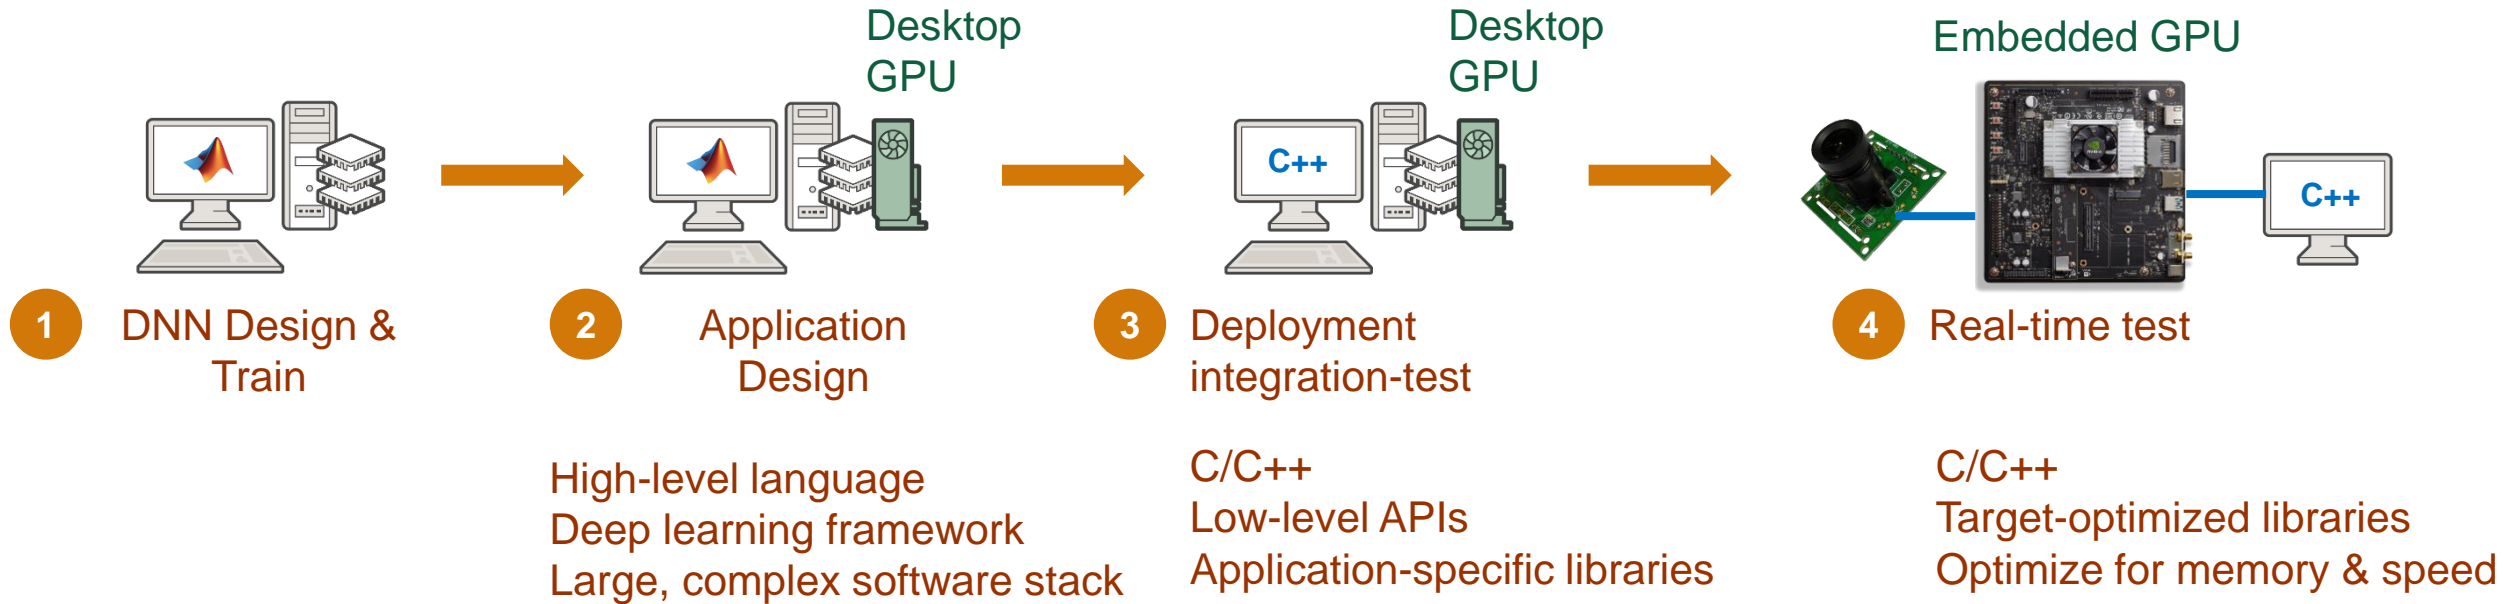 Desktop
GPU
Desktop
GPU
Embedded GPU
C++
C++
1
DNN Design &
Train
2
Application
Design
3
Deployment
integration-test
4
Real-time test
High-level language
Deep learning framework
Large, complex software stack
C/C++
Low-level APIs
Application-specific libraries
C/C++
Target-optimized libraries
Optimize for memory & speed